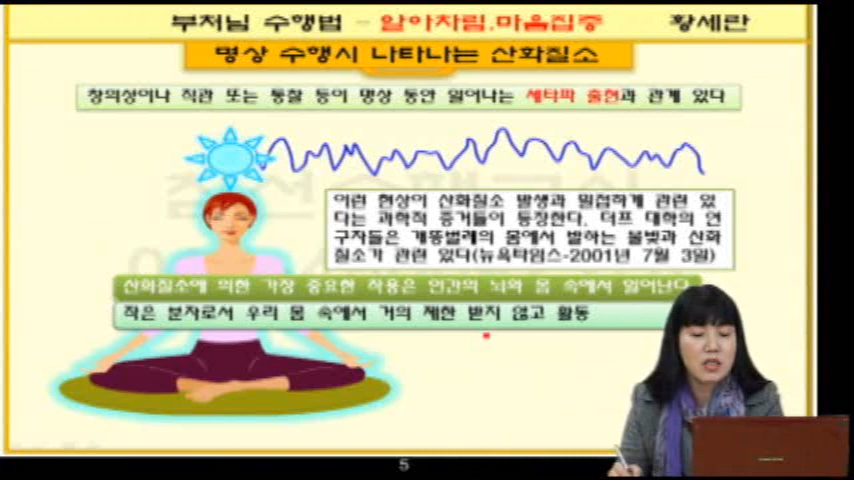 부처님 수행법 - 알아차림.마음집중 황세란
명상 수행시 나타나는 산화질소
창의성이나 직관 또는 통찰 등이 명상 동안 일어나는 세타파 출현과 관계 있다
이런 현상이 산화질소 발생과 밀접하게 관련 있
다는 과학적 증거들이 등장한다. 더프 대학의 연
구자들은 개똥벌레의 몸에서 발하는 불빛과 산화
질소가 관련 있다(뉴욕타임스-2001년 7월 3일)
산화질소에 의한 가장 중요한 작용은 인간의 뇌와 몸 속에서 일어난다
작은 분자로서 우리 몸 속에서 거의 제한 받지 않고 활동
5